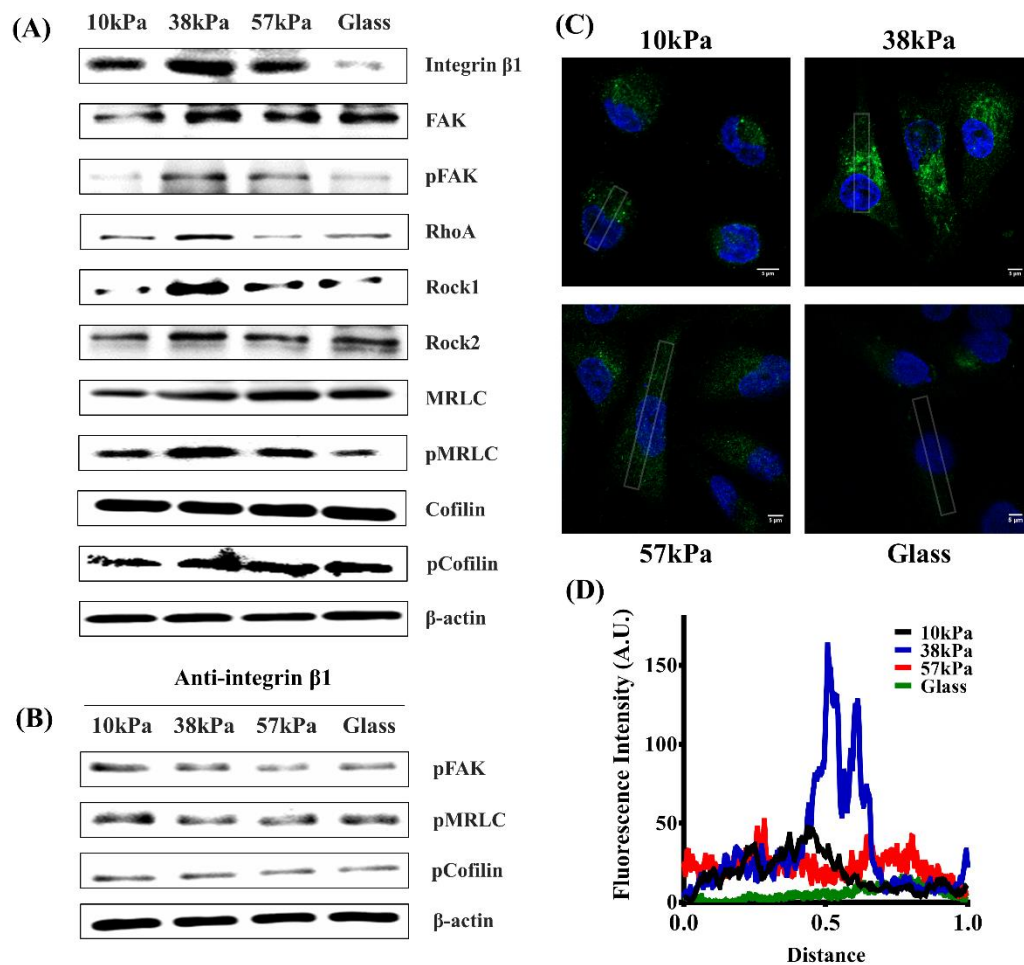 (A)
10kPa 38kPa 57kPa Glass
Integrin β1
FAK
pFAK
RhoA
Rock1
Rock2
MRLC
pMRLC
Cofilin
pCofilin
β-actin
(B)
Anti-integrin β1
10kPa 38kPa 57kPa Glass
pFAK
pMRLC
pCofilin
β-actin
(C)
10kPa 38kPa
5 μm
57kPa Glass
(D)
Fluorescence Intensity (A.U.)
150
100
50
0
0.0 0.5 1.0
Distance
10kPa
38kPa
57kPa
Glass